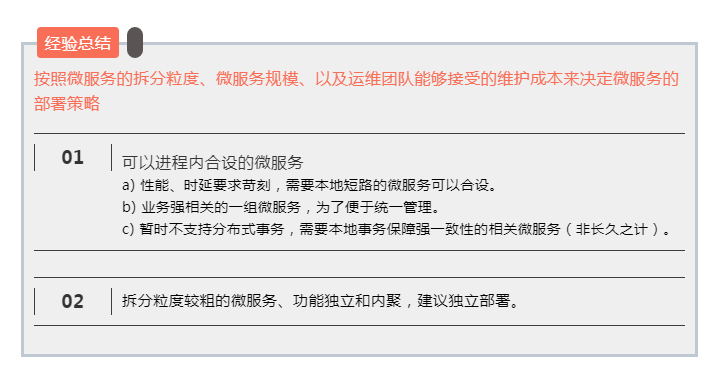 经验总结
按照微服务的拆分粒度、微服务规模、以及运维团队能够接受的维护成本来决定微服务的
部署策略
01
可以进程内合设的微服务
a) 性能、时延要求苛刻，需要本地短路的微服务可以合设。
b) 业务强相关的一组微服务，为了便于统一管理。
c) 暂时不支持分布式事务，需要本地事务保障强一致性的相关微服务（非长久之计）。
02
拆分粒度较粗的微服务、功能独立和内聚，建议独立部署。